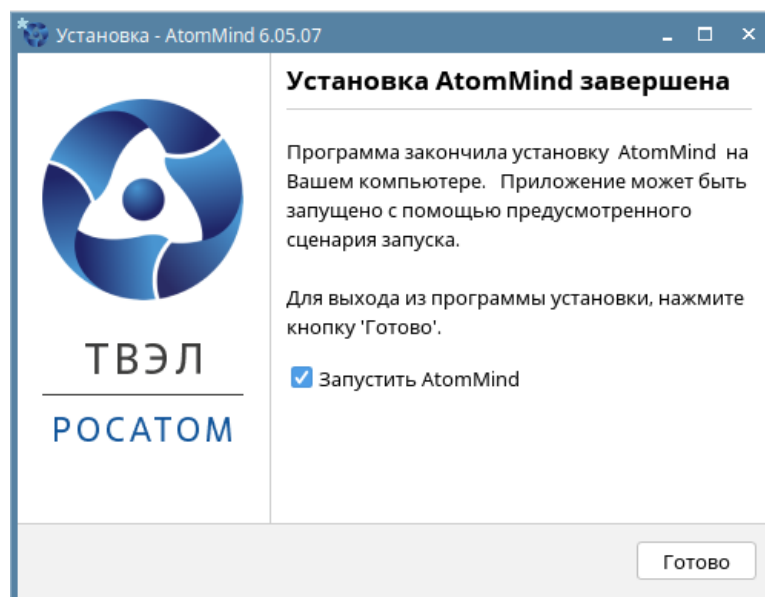 Установка - AtomMind 6.05.07
Установка AtomMind завершена
Программа закончила установку AtomMind на
Вашем компьютере. Приложение может быть
запущено с помощью предусмотренного
сценария запуска.
Для выхода из программы установки, нажмите
кнопку 'Готово'.
Запустить AtomMind
ТВЭЛ
РОСАТОМ
Готово